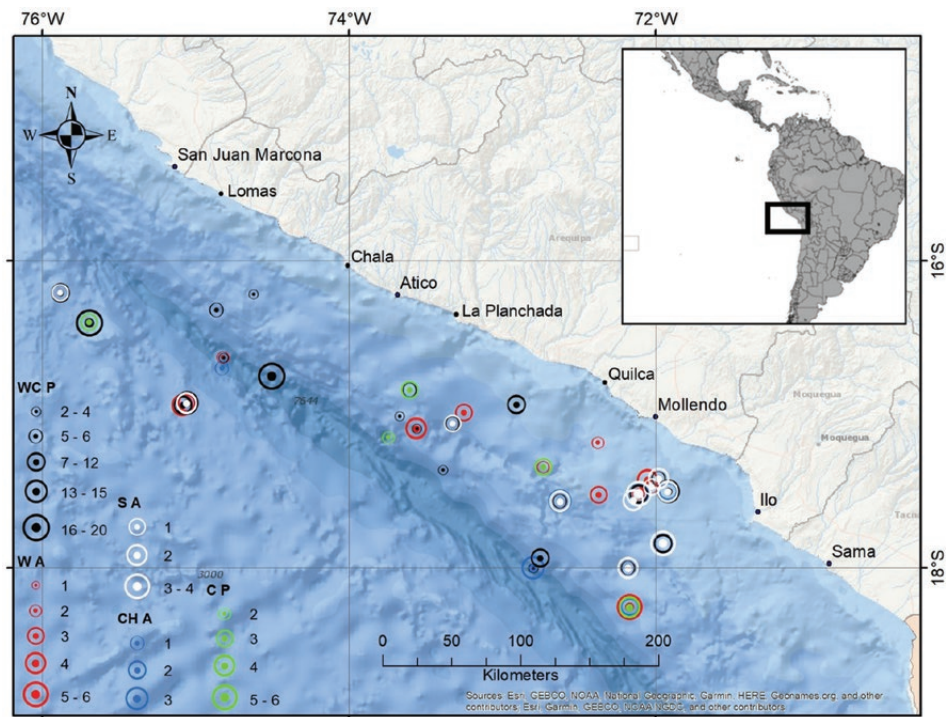 76°W 74°W 72°W
N
W E
S
San Juan Marcona
Lomas
Arequipa
16°S
Chala
Atico
La Planchada
7544
Quilca
WC P
2 - 4
5 - 6
7 - 12
13 - 15
16 - 20
Mollendo
Moquegua
Moquegua
S A
1
2
3 - 4
Ilo
Sama
18°S
3000
W A
1
2
3
4
5 - 6
CH A
1
2
3
C P
2
3
4
5 - 6
0 50 100 200
Kilometers
Sources: Esri, GEBCO, NOAA, National Geographic, Garmin, HERE, Geonames.org, and other
contributors, Esri, Garmin, GEBCO, NOAA NGDC, and other contributors